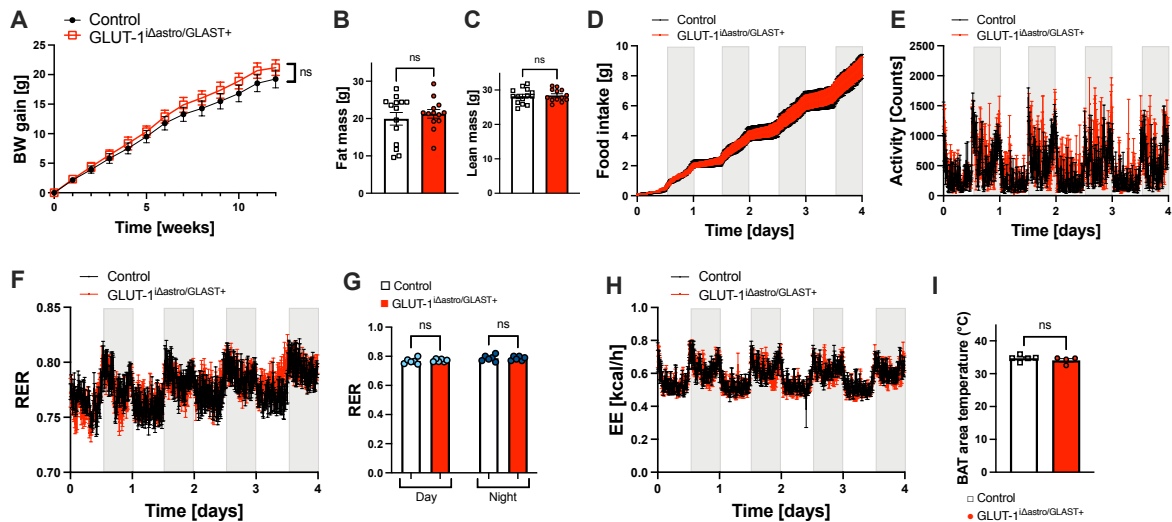 A
Control
GLUT-1iΔastro/GLAST+
BW gain [g]
25
20
15
10
5
0
ns
0 5 10
Time [weeks]
B
ns
Fat mass [g]
40
30
20
10
0
C
ns
Lean mass [g]
40
30
20
10
0
D
Control
GLUT-1iΔastro/GLAST+
Food intake [g]
10
8
6
4
2
0
0 1 2 3 4
Time [days]
E
Control
GLUT-1iΔastro/GLAST+
Activity [Counts]
2500
2000
1500
1000
500
0
0 1 2 3 4
Time [days]
F
Control
GLUT-1iΔastro/GLAST+
RER
0.85
0.80
0.75
0.70
0 1 2 3 4
Time [days]
G
Control
GLUT-1iΔastro/GLAST+
RER
1.0
0.8
0.6
0.4
0.2
0.0
ns ns
Day Night
H
Control
GLUT-1iΔastro/GLAST+
EE [kcal/h]
1.0
0.8
0.6
0.4
0.2
0.0
0 1 2 3 4
Time [days]
I
ns
BAT area temperature (°C)
40
30
20
10
0
Control
GLUT-1iΔastro/GLAST+